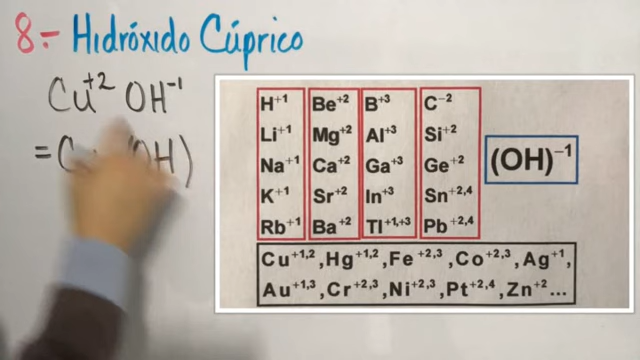 8.- Hidróxido Cúprico
Cu+2 OH-1
= C (OH)
H+1 Be+2 B+3 C-2
Li+1 Mg+2 Al+3 Si+2
Na+1 Ca+2 Ga+3 Ge+2
K+1 Sr+2 In+3 Sn+2,4
Rb+1 Ba+2 Tl+1,+3 Pb+2,4
(OH)-1
Cu+1,2, Hg+1,2, Fe+2,3, Co+2,3, Ag+1,
Au+1,3, Cr+2,3, Ni+2,3, Pt+2,4, Zn+2...